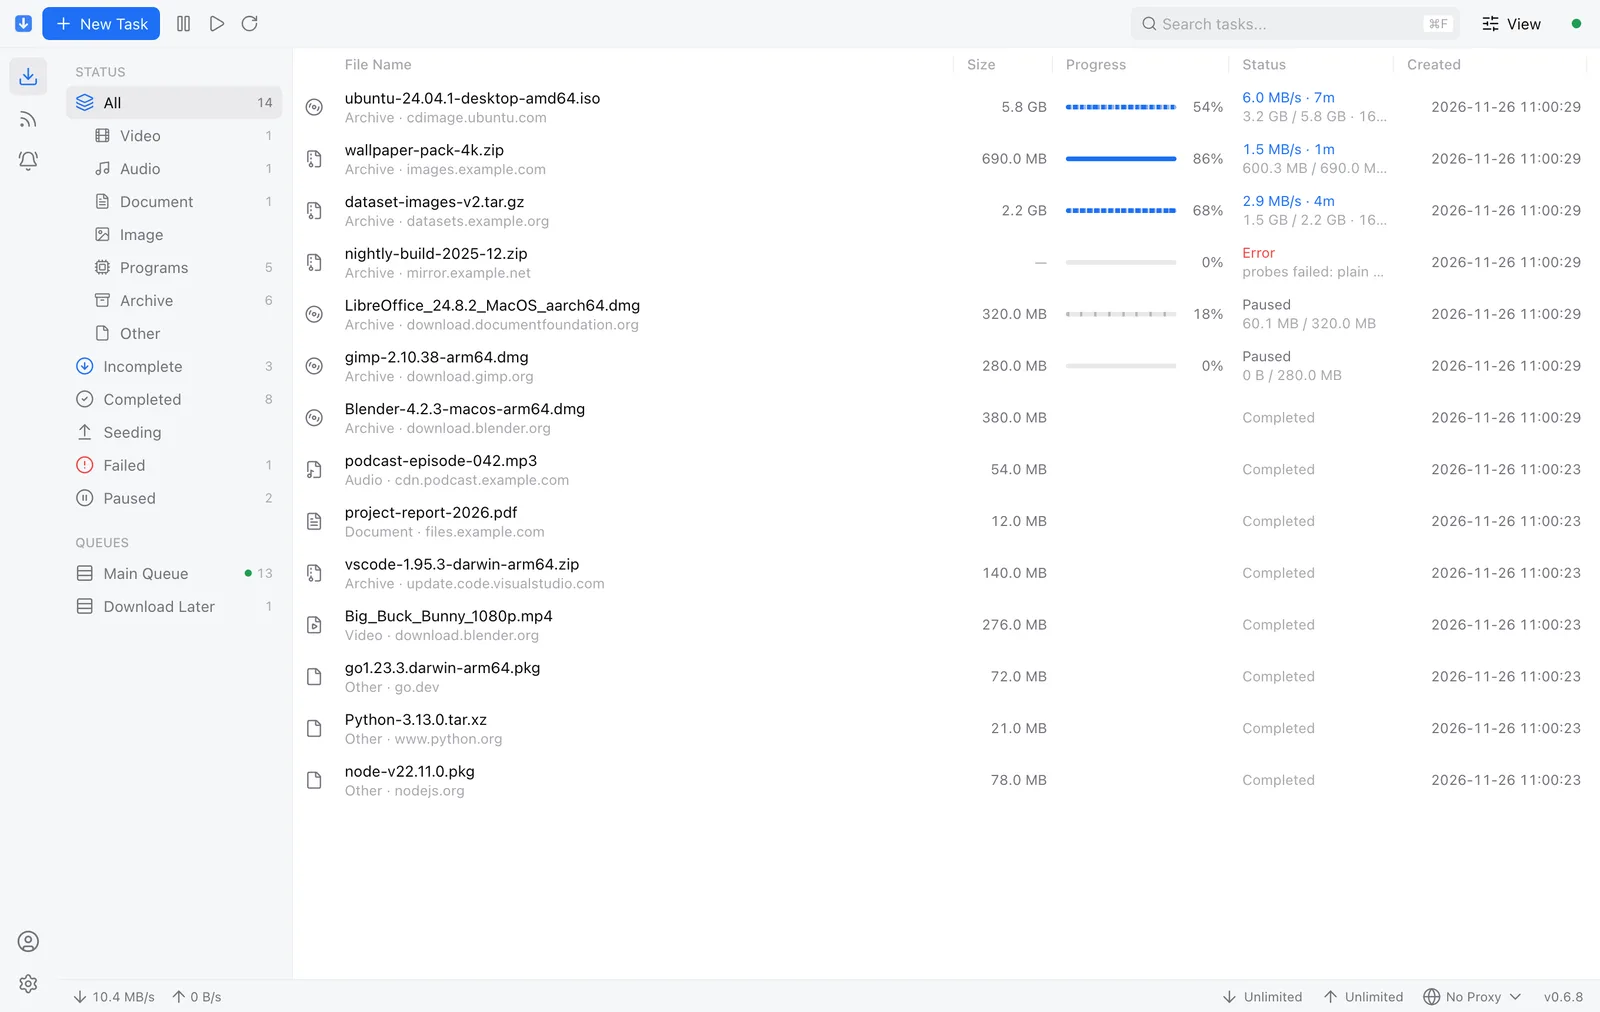 New Task
Search tasks...
⌘F
View
STATUS
All 14
Video 1
Audio 1
Document 1
Image
Programs 5
Archive 6
Other
Incomplete 3
Completed 8
Seeding
Failed 1
Paused 2
QUEUES
Main Queue 13
Download Later 1
File Name Size Progress Status Created
ubuntu-24.04.1-desktop-amd64.iso
Archive · cdimage.ubuntu.com
5.8 GB 54%
6.0 MB/s · 7m
3.2 GB / 5.8 GB · 16...
2026-11-26 11:00:29
wallpaper-pack-4k.zip
Archive · images.example.com
690.0 MB 86%
1.5 MB/s · 1m
600.3 MB / 690.0 M...
2026-11-26 11:00:29
dataset-images-v2.tar.gz
Archive · datasets.example.org
2.2 GB 68%
2.9 MB/s · 4m
1.5 GB / 2.2 GB · 16...
2026-11-26 11:00:29
nightly-build-2025-12.zip
Archive · mirror.example.net
— 0%
Error
probes failed: plain ...
2026-11-26 11:00:29
LibreOffice_24.8.2_MacOS_aarch64.dmg
Archive · download.documentfoundation.org
320.0 MB 18%
Paused
60.1 MB / 320.0 MB
2026-11-26 11:00:29
gimp-2.10.38-arm64.dmg
Archive · download.gimp.org
280.0 MB 0%
Paused
0 B / 280.0 MB
2026-11-26 11:00:29
Blender-4.2.3-macos-arm64.dmg
Archive · download.blender.org
380.0 MB Completed 2026-11-26 11:00:29
podcast-episode-042.mp3
Audio · cdn.podcast.example.com
54.0 MB Completed 2026-11-26 11:00:23
project-report-2026.pdf
Document · files.example.com
12.0 MB Completed 2026-11-26 11:00:23
vscode-1.95.3-darwin-arm64.zip
Archive · update.code.visualstudio.com
140.0 MB Completed 2026-11-26 11:00:23
Big_Buck_Bunny_1080p.mp4
Video · download.blender.org
276.0 MB Completed 2026-11-26 11:00:23
go1.23.3.darwin-arm64.pkg
Other · go.dev
72.0 MB Completed 2026-11-26 11:00:23
Python-3.13.0.tar.xz
Other · www.python.org
21.0 MB Completed 2026-11-26 11:00:23
node-v22.11.0.pkg
Other · nodejs.org
78.0 MB Completed 2026-11-26 11:00:23
10.4 MB/s 0 B/s Unlimited Unlimited No Proxy v0.6.8